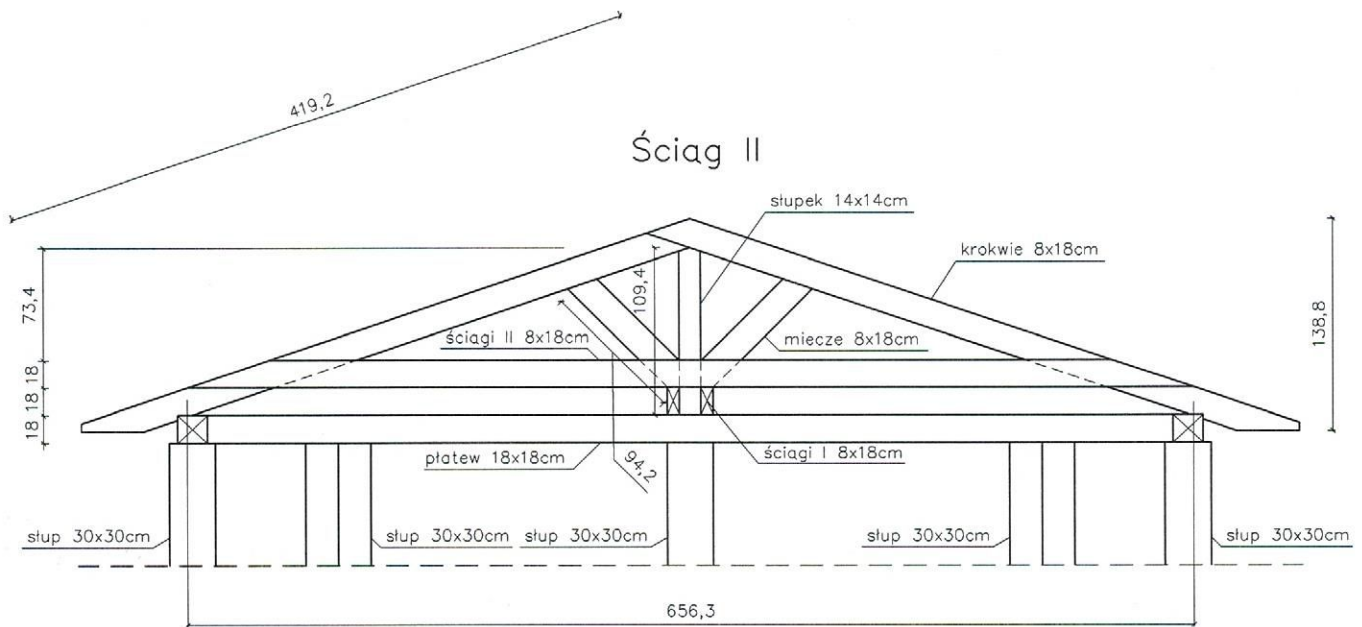 419,2
Ściąg II
słupek 14x14cm
krokwie 8x18cm
73,4
109,4
138,8
ściągi II 8x18cm
miecze 8x18cm
18
18
18
płatew 18x18cm
94,2
ściągi I 8x18cm
słup 30x30cm
słup 30x30cm
słup 30x30cm
słup 30x30cm
słup 30x30cm
656,3